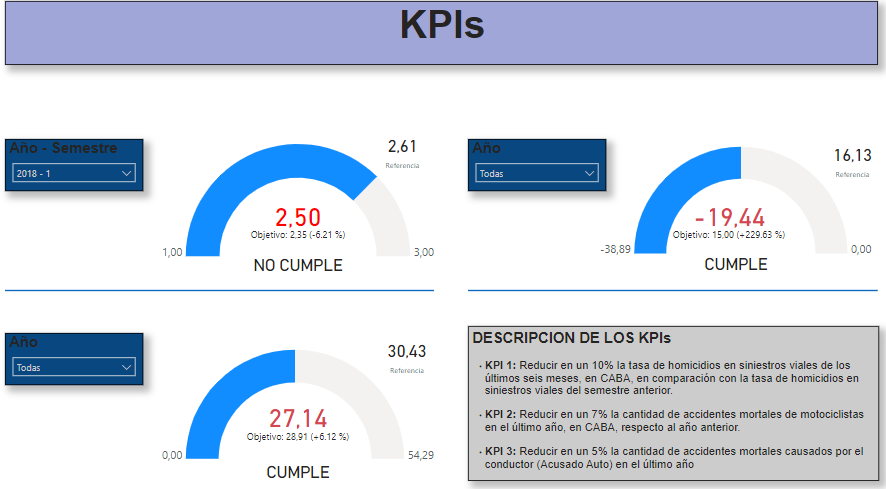 KPIs
Año - Semestre
2018 - 1
2,61
Referencia
2,50
Objetivo: 2,35 (-6.21 %)
1,00
3,00
NO CUMPLE
Año
Todas
16,13
Referencia
-19,44
Objetivo: 15,00 (+229.63 %)
-38,89
0,00
CUMPLE
Año
Todas
30,43
Referencia
27,14
Objetivo: 28,91 (+6.12 %)
0,00
54,29
CUMPLE
DESCRIPCION DE LOS KPIs
· KPI 1: Reducir en un 10% la tasa de homicidios en siniestros viales de los
últimos seis meses, en CABA, en comparación con la tasa de homicidios en
siniestros viales del semestre anterior.
· KPI 2: Reducir en un 7% la cantidad de accidentes mortales de motociclistas
en el último año, en CABA, respecto al año anterior.
· KPI 3: Reducir en un 5% la cantidad de accidentes mortales causados por el
conductor (Acusado Auto) en el último año